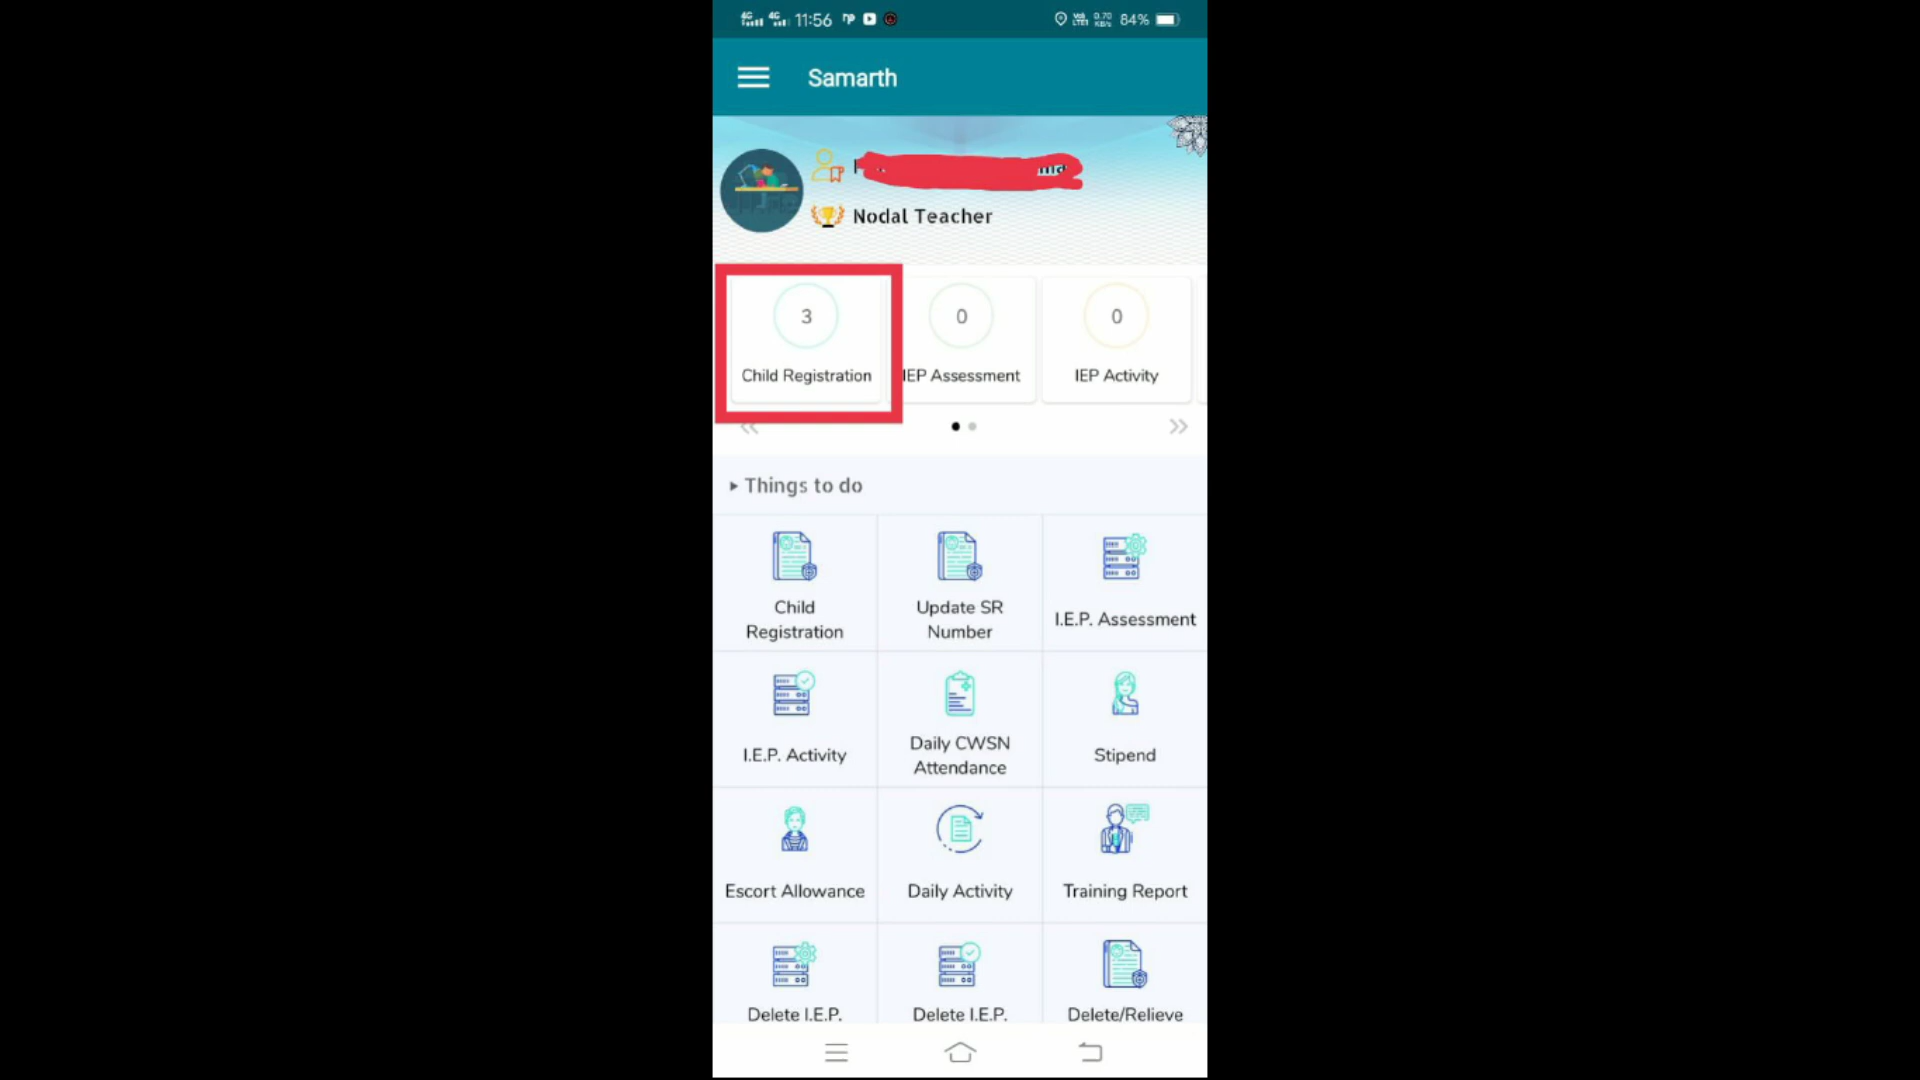 11:56
84%
Samarth
Nodal Teacher
3
0
0
Child Registration
IEP Assessment
IEP Activity
Things to do
Child
Registration
Update SR
Number
I.E.P. Assessment
I.E.P. Activity
Daily CWSN
Attendance
Stipend
Escort Allowance
Daily Activity
Training Report
Delete I.E.P.
Delete I.E.P.
Delete/Relieve